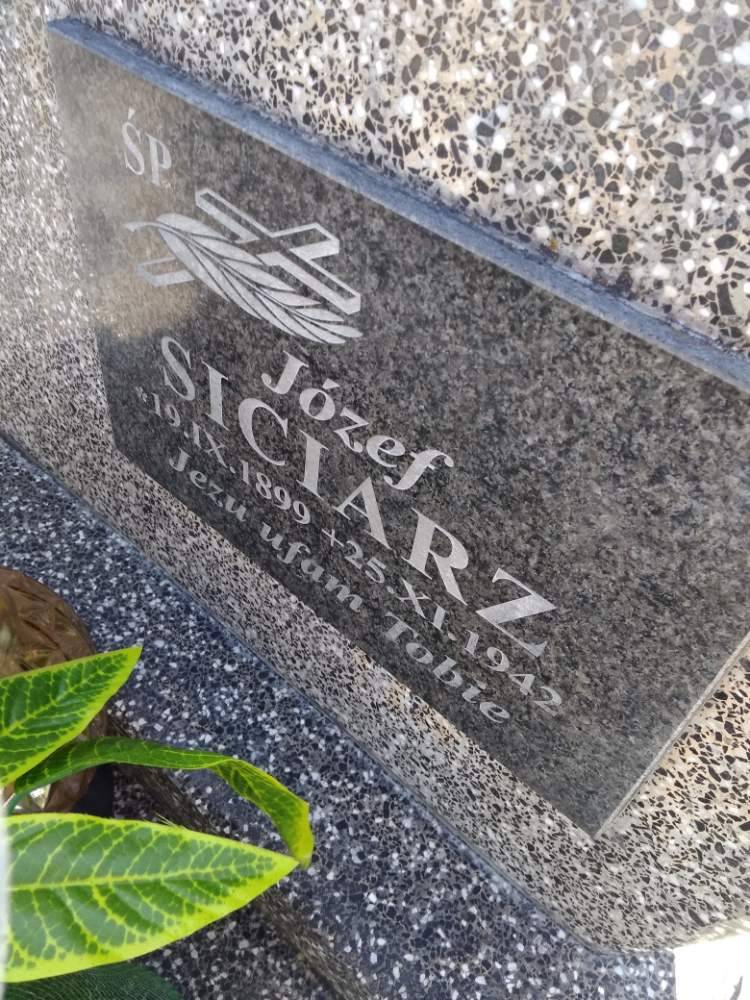 ŚP.
Józef
SICIARZ
*19.IX.1899 +25.XI.1942
Jezu ufam Tobie